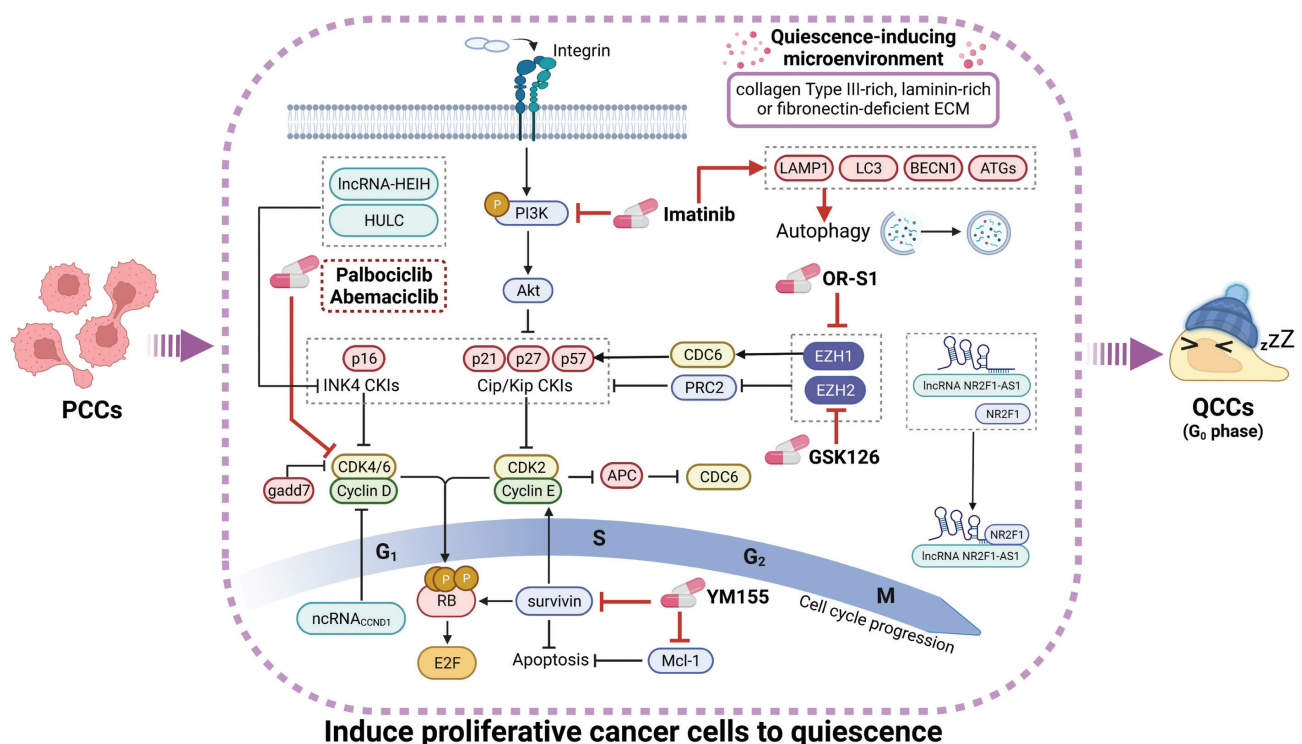 Integrin
Quiescence-inducing
microenvironment
collagen Type III-rich, laminin-rich
or fibronectin-deficient ECM
lncRNA-HEIH
HULC
P
PI3K
Imatinib
LAMP1
LC3
BECN1
ATGs
Autophagy
Palbociclib
Abemaciclib
Akt
OR-S1
p16
INK4 CKIs
p21
p27
p57
Cip/Kip CKIs
CDC6
PRC2
EZH1
EZH2
GSK126
lncRNA NR2F1-AS1
NR2F1
zzZ
PCCs
QCCs
(G₀ phase)
gadd7
CDK4/6
Cyclin D
CDK2
Cyclin E
APC
CDC6
NR2F1
lncRNA NR2F1-AS1
G₁
S
G₂
M
Cell cycle progression
P
P
P
RB
survivin
YM155
ncRNA_CCND1
E2F
Apoptosis
Mcl-1
Induce proliferative cancer cells to quiescence